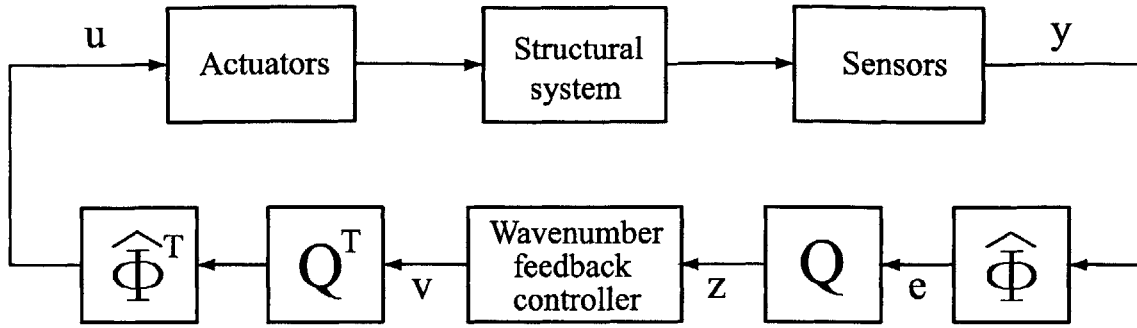 u
Actuators
Structural
system
Sensors
y
Φ̂ᵀ
Qᵀ
v
Wavenumber
feedback
controller
z
Q
e
Φ̂